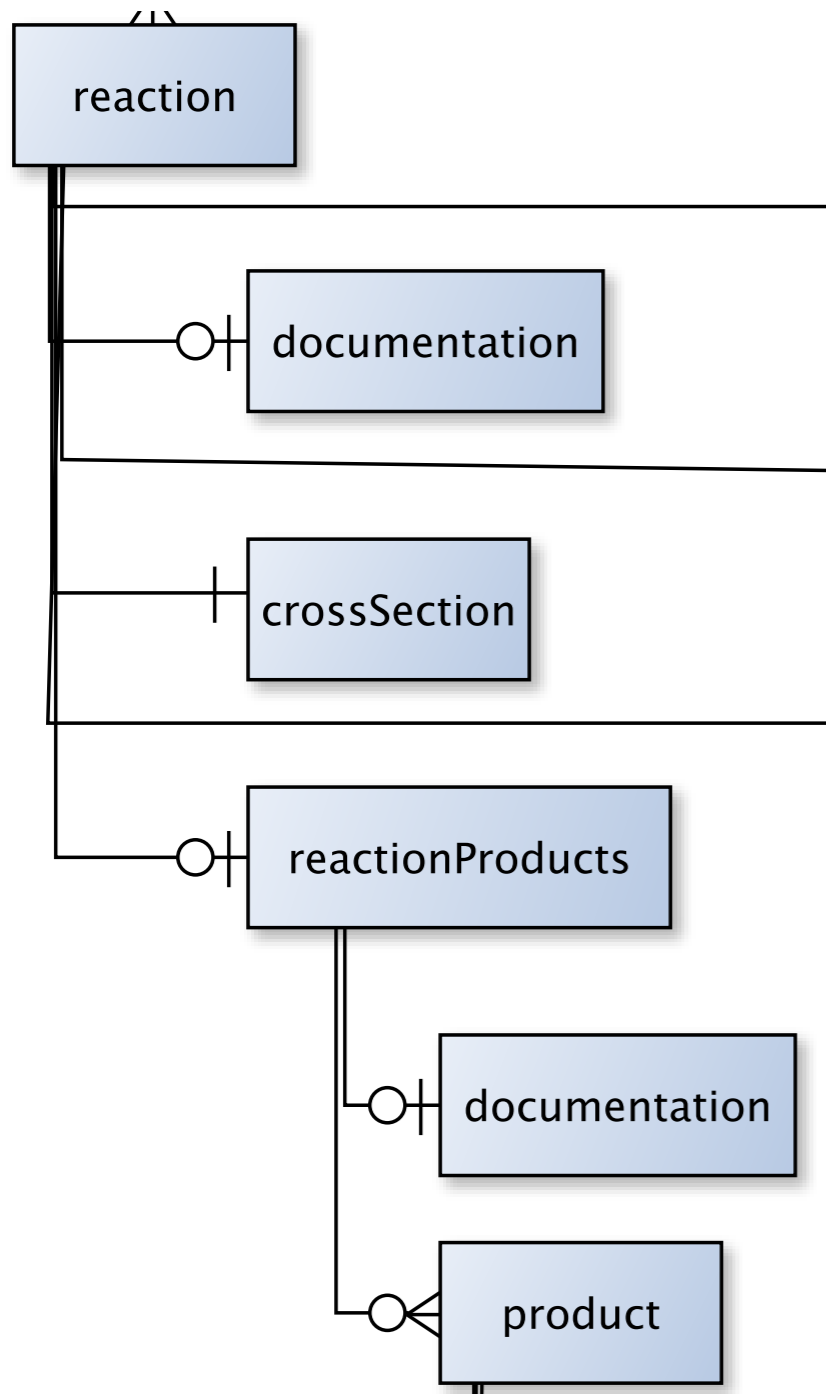 reaction
documentation
crossSection
reactionProducts
documentation
product